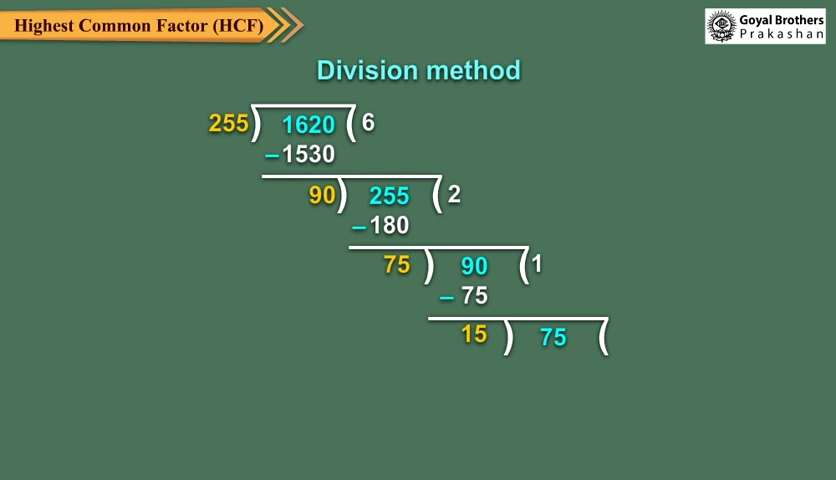 Highest Common Factor (HCF)
Goyal Brothers
Prakashan
Division method
255) 1620 (6
–1530
90) 255 (2
–180
75) 90 (1
– 75
15) 75 (